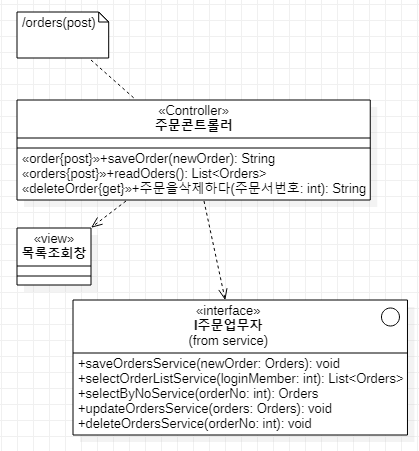 /orders(post)
«Controller»
주문콘트롤러
«order{post}»+saveOrder(newOrder): String
«orders{post}»+readOders(): List<Orders>
«deleteOrder{get}»+주문을삭제하다(주문서번호: int): String
«view»
목록조회창
«interface»
I주문업무자
(from service)
+saveOrdersService(newOrder: Orders): void
+selectOrderListService(loginMember: int): List<Orders>
+selectByNoService(orderNo: int): Orders
+updateOrdersService(orders: Orders): void
+deleteOrdersService(orderNo: int): void